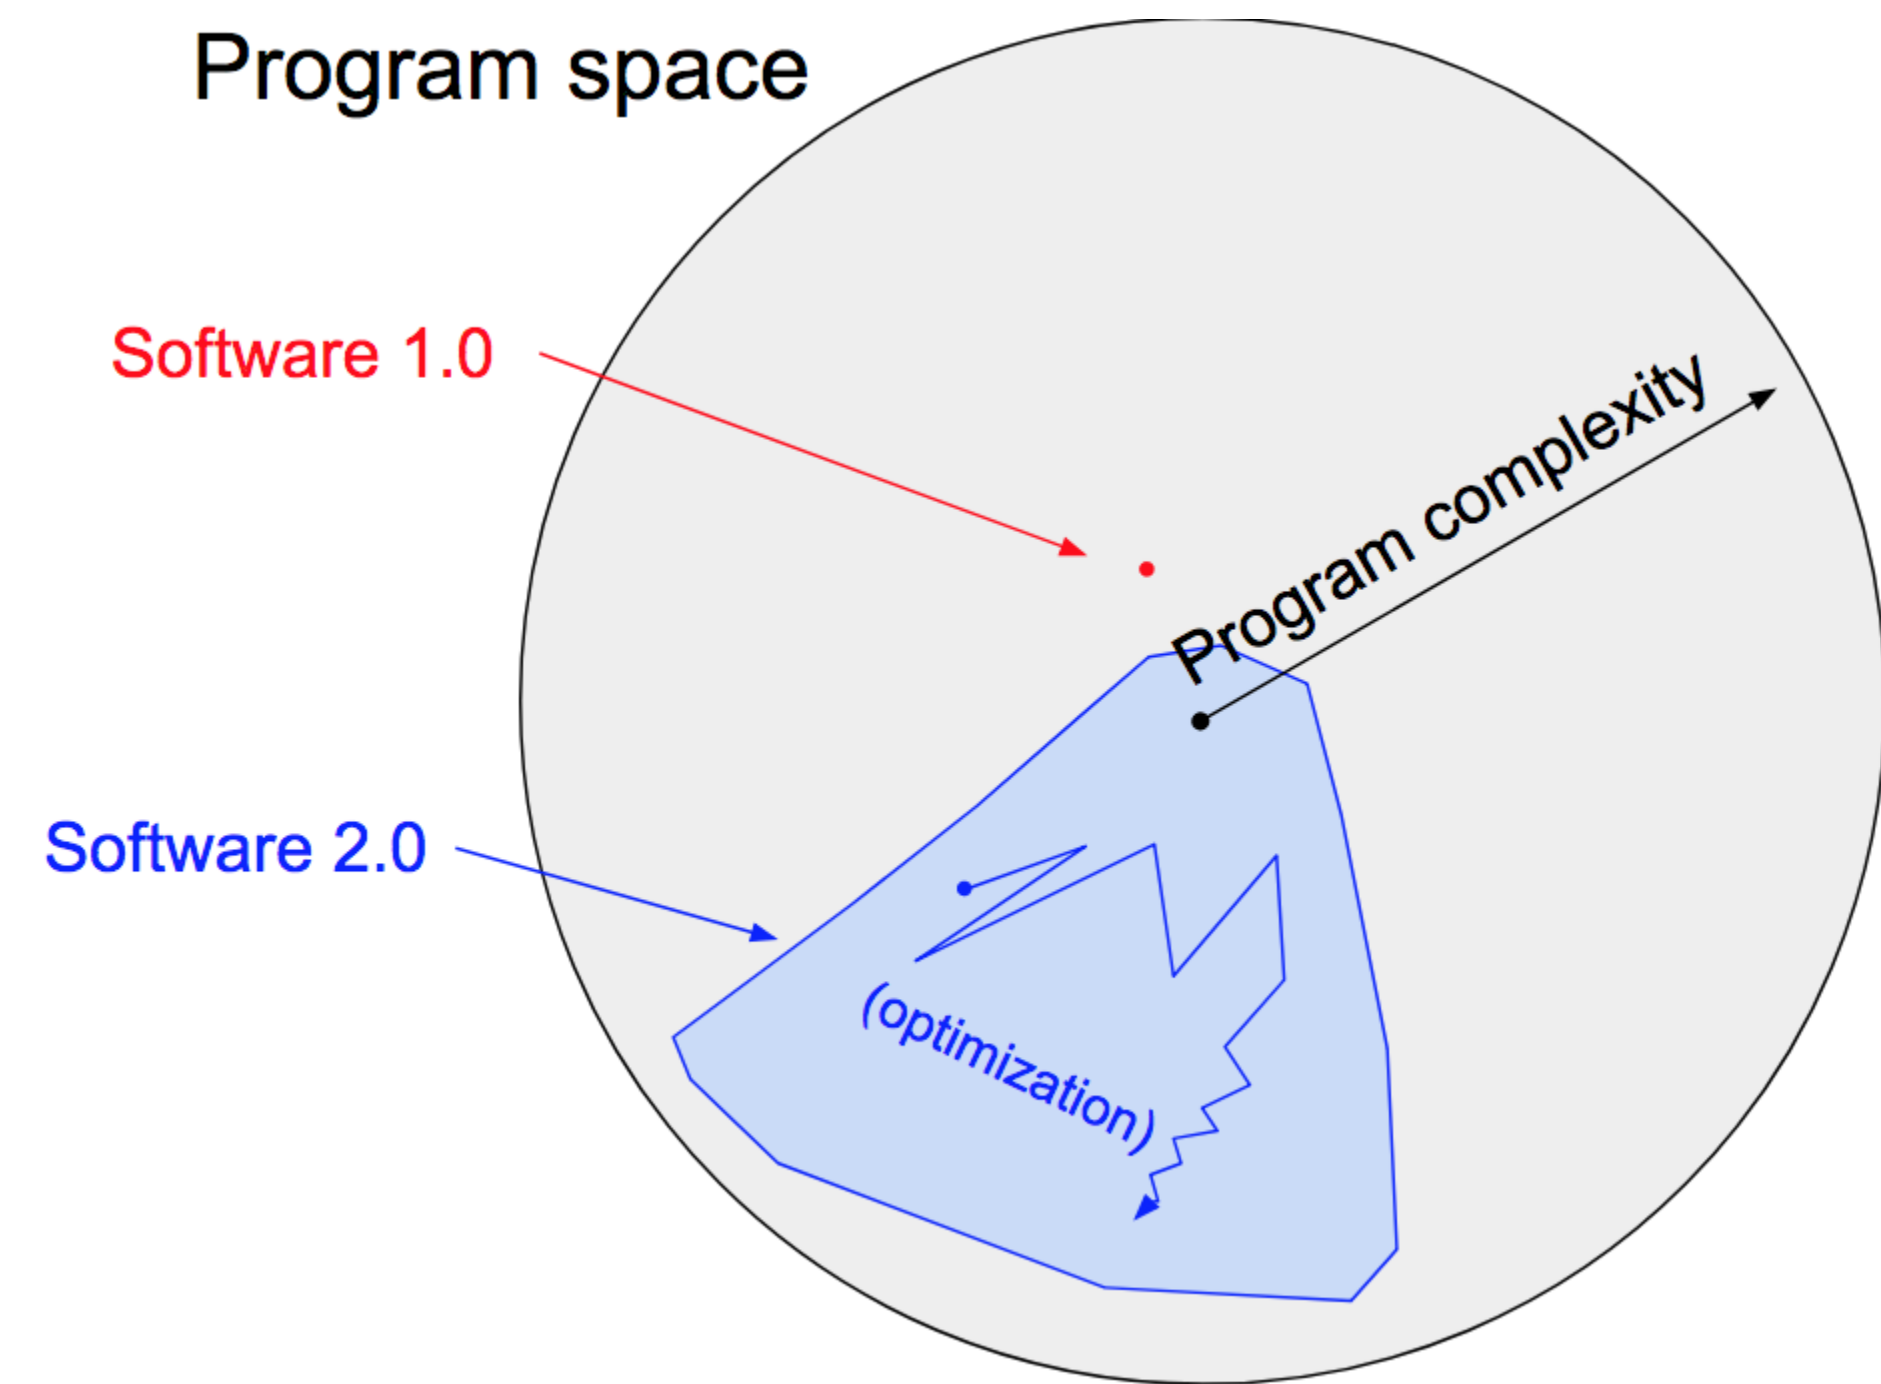 Program space
Software 1.0
Program complexity
Software 2.0
(optimization)